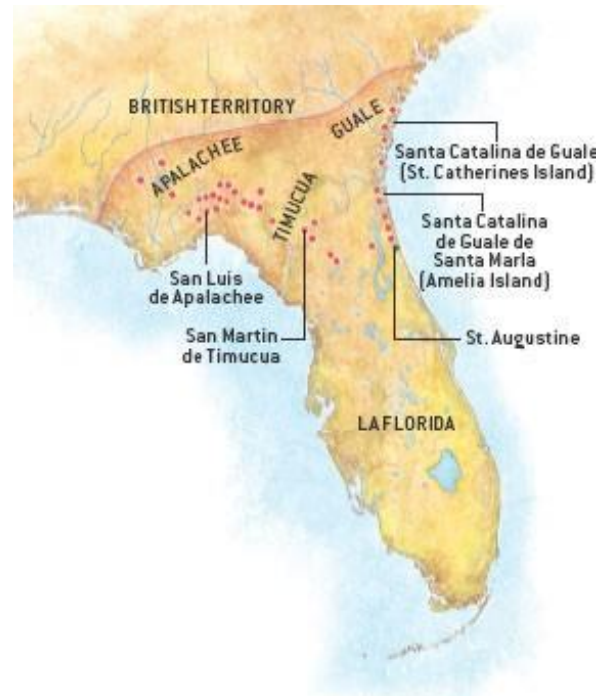 BRITISH TERRITORY
GUALE
APALACHEE
TIMUCUA
Santa Catalina de Guale
(St. Catherines Island)
Santa Catalina
de Guale de
Santa Marla
(Amelia Island)
San Luis
de Apalachee
San Martin
de Timucua
St. Augustine
LA FLORIDA